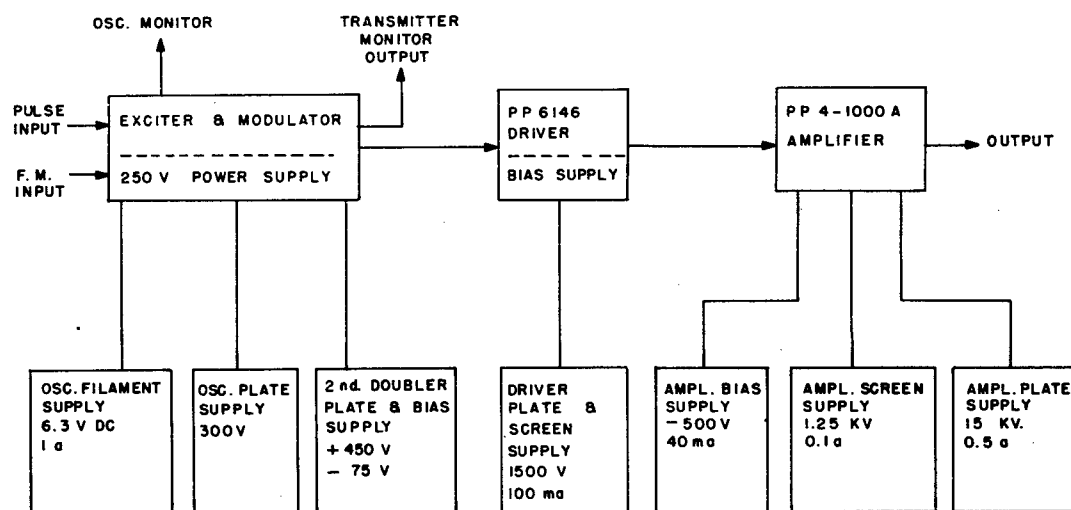 OSC. MONITOR
TRANSMITTER
MONITOR
OUTPUT
PULSE
INPUT
F. M.
INPUT
EXCITER & MODULATOR
250 V POWER SUPPLY
PP 6146
DRIVER
BIAS SUPPLY
PP 4-1000 A
AMPLIFIER
OUTPUT
OSC. FILAMENT
SUPPLY
6.3 V DC
1 a
OSC. PLATE
SUPPLY
300V
2 nd. DOUBLER
PLATE & BIAS
SUPPLY
+ 450 V
- 75 V
DRIVER
PLATE &
SCREEN
SUPPLY
1500 V
100 ma
AMPL. BIAS
SUPPLY
- 500 V
40 ma
AMPL. SCREEN
SUPPLY
1.25 KV
0.1 a
AMPL. PLATE
SUPPLY
15 KV.
0.5 a